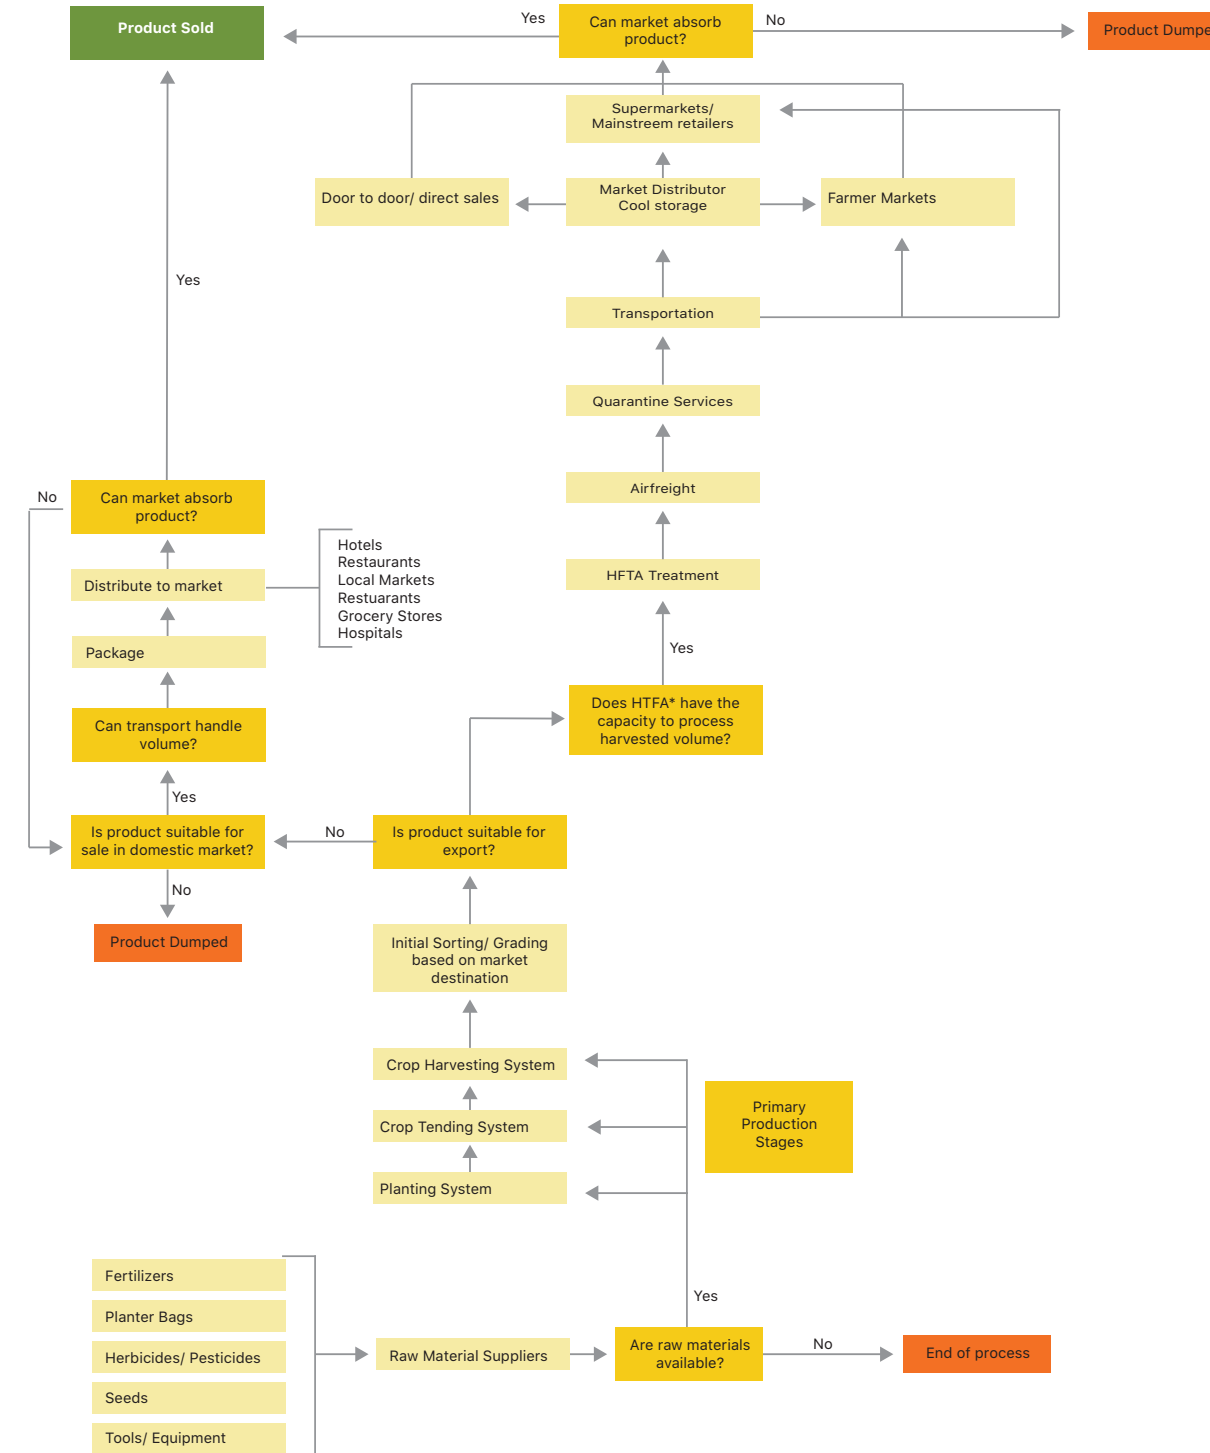 Product Sold
Yes
Can market absorb
product?
No
Product Dumpe
Supermarkets/
Mainstreem retailers
Door to door/ direct sales
Market Distributor
Cool storage
Farmer Markets
Yes
Transportation
Quarantine Services
Airfreight
HFTA Treatment
Yes
No
Can market absorb
product?
Distribute to market
Hotels
Restaurants
Local Markets
Restuarants
Grocery Stores
Hospitals
Package
Can transport handle
volume?
Does HTFA* have the
capacity to process
harvested volume?
Yes
Is product suitable for
sale in domestic market?
No
Is product suitable for
export?
No
Product Dumped
Initial Sorting/ Grading
based on market
destination
Crop Harvesting System
Crop Tending System
Planting System
Primary
Production
Stages
Yes
Fertilizers
Planter Bags
Herbicides/ Pesticides
Seeds
Tools/ Equipment
Raw Material Suppliers
Are raw materials
available?
No
End of process